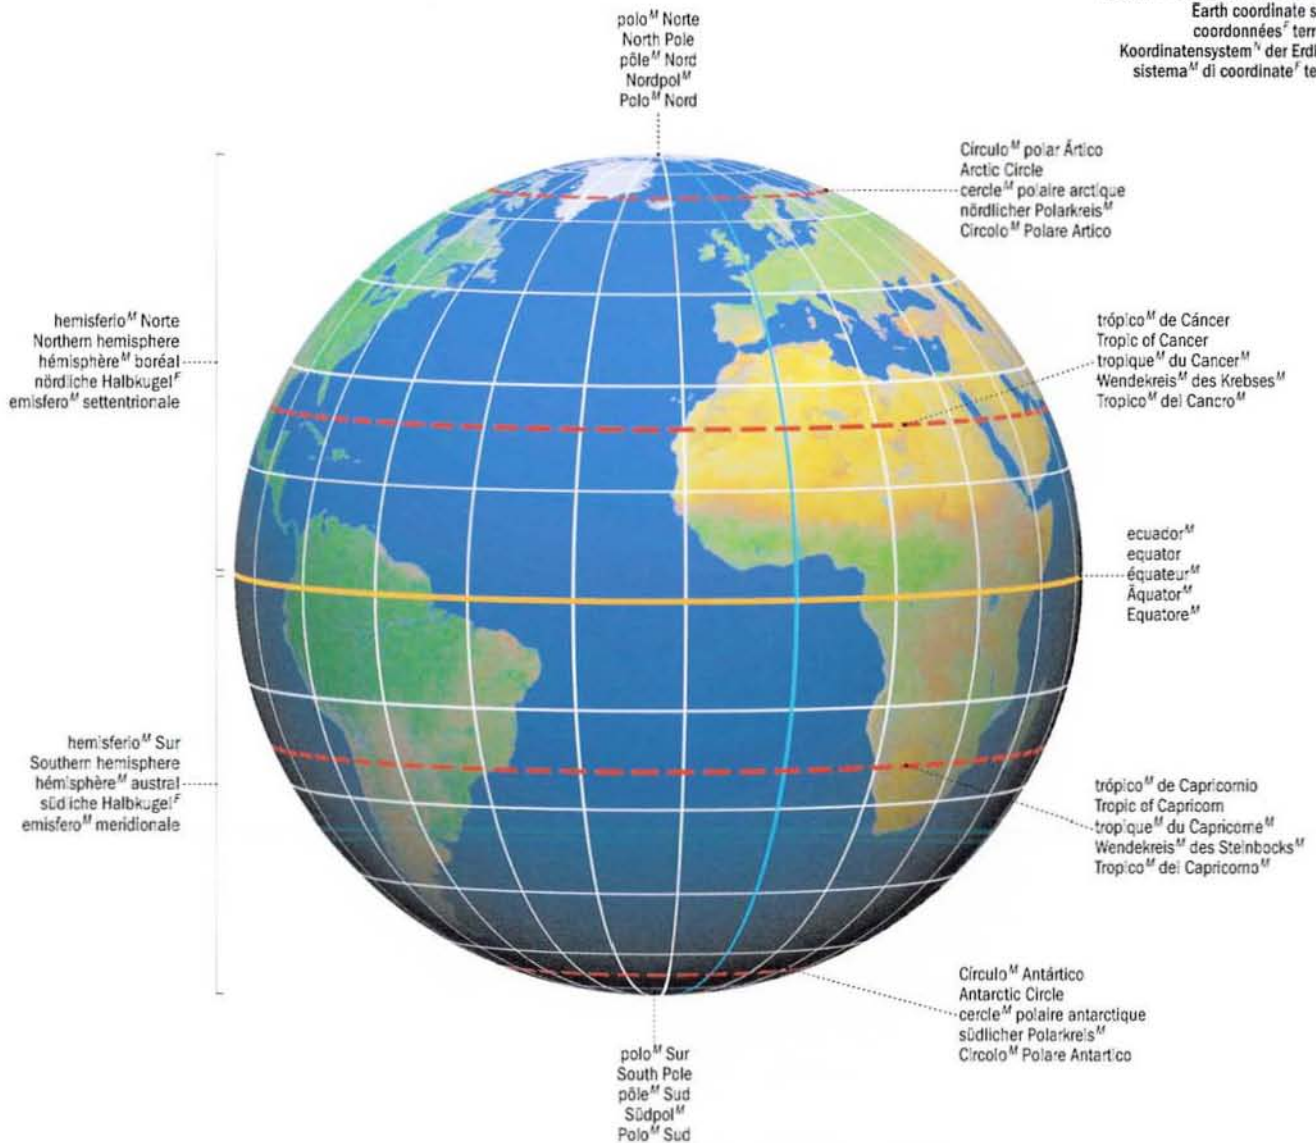 polo^M Norte
North Pole
pôle^M Nord
Nordpol^M
Polo^M Nord
Earth coordinate
coordonnées^F
Koordinatensystem^N der
sistema^M di coordinate^F
Círculo^M polar Ártico
Arctic Circle
cercle^M polaire arctique
nördlicher Polarkreis^M
Circolo^M Polare Artico
hemisferio^M Norte
Northern hemisphere
hémisphère^M boréal
nördliche Halbkugel^F
emisfero^M settentrionale
trópico^M de Cáncer
Tropic of Cancer
tropique^M du Cancer^M
Wendekreis^M des Krebses^M
Tropico^M del Cancro^M
ecuador^M
equator
équateur^M
Äquator^M
Equatore^M
hemisferio^M Sur
Southern hemisphere
hémisphère^M austral
südliche Halbkugel^F
emisfero^M meridionale
trópico^M de Capricornio
Tropic of Capricorn
tropique^M du Capricorne^M
Wendekreis^M des Steinbocks^M
Tropico^M del Capricorno^M
Círculo^M Antártico
Antarctic Circle
cercle^M polaire antarctique
südlicher Polarkreis^M
Circolo^M Polare Antartico
polo^M Sur
South Pole
pôle^M Sud
Südpol^M
Polo^M Sud